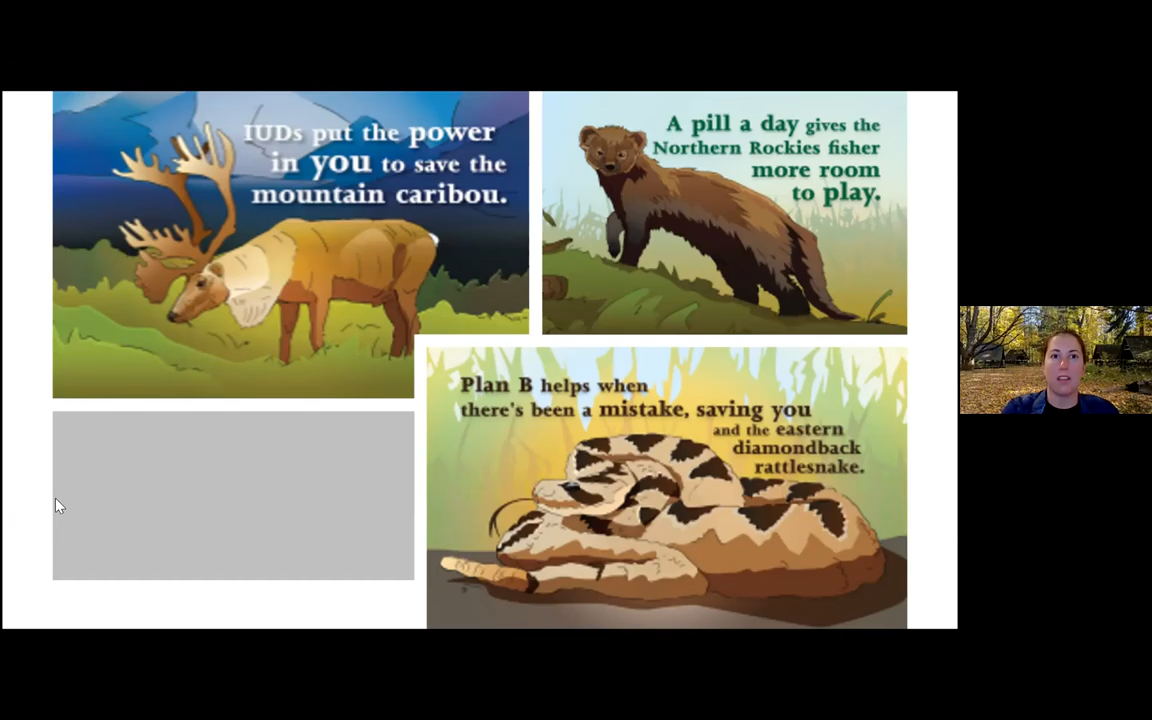 IUDs put the power
in you to save the
mountain caribou.
A pill a day gives the
Northern Rockies fisher
more room
to play.
Plan B helps when
there's been a mistake, saving you
and the eastern
diamondback
rattlesnake.